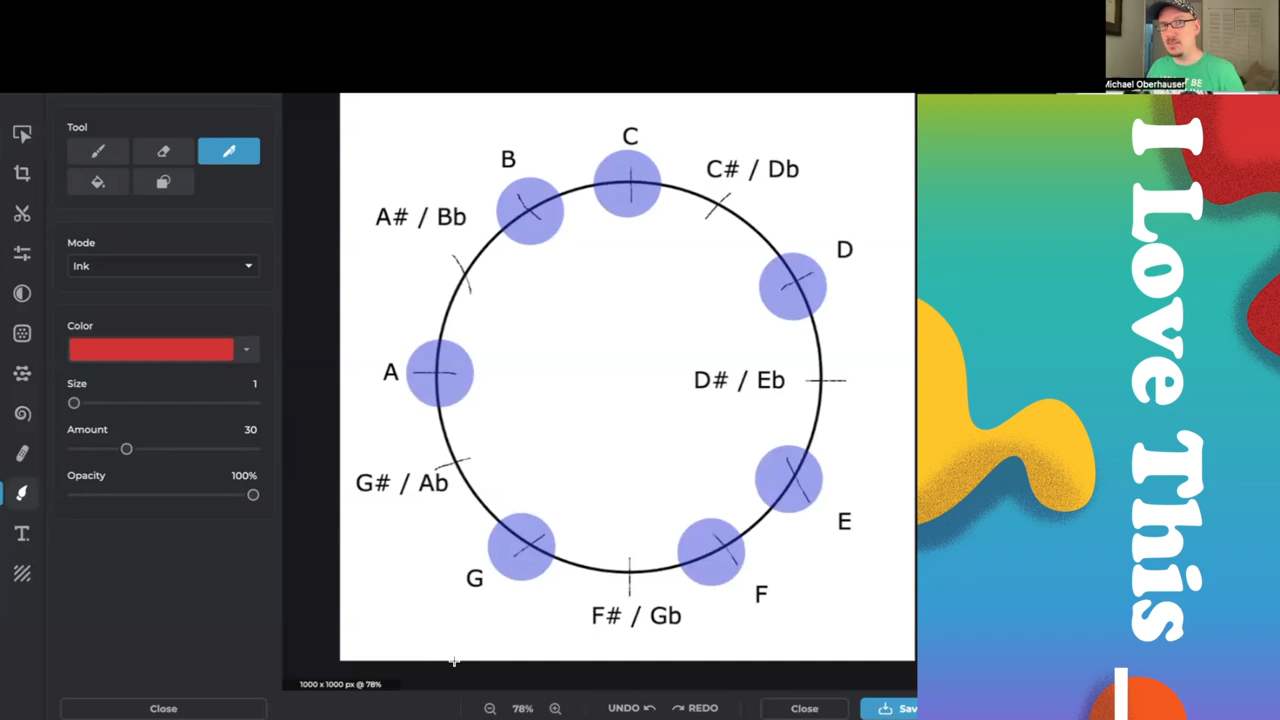 Michael Oberhauser
Tool
Mode
Ink
Color
Size 1
Amount 30
Opacity 100%
Close
C
B
C# / Db
A# / Bb
D
A
D# / Eb
G# / Ab
E
G
F
F# / Gb
1000 x 1000 px @ 78%
78%
UNDO
REDO
Close
I Love This